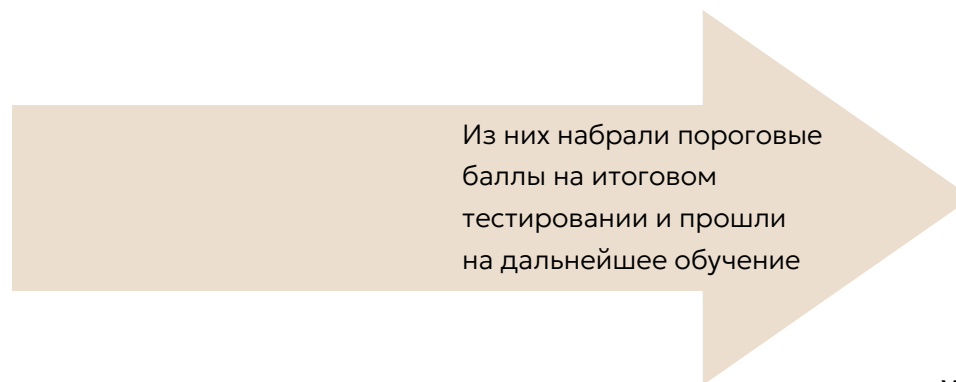 Из них набрали пороговые
баллы на итоговом
тестировании и прошли
на дальнейшее обучение